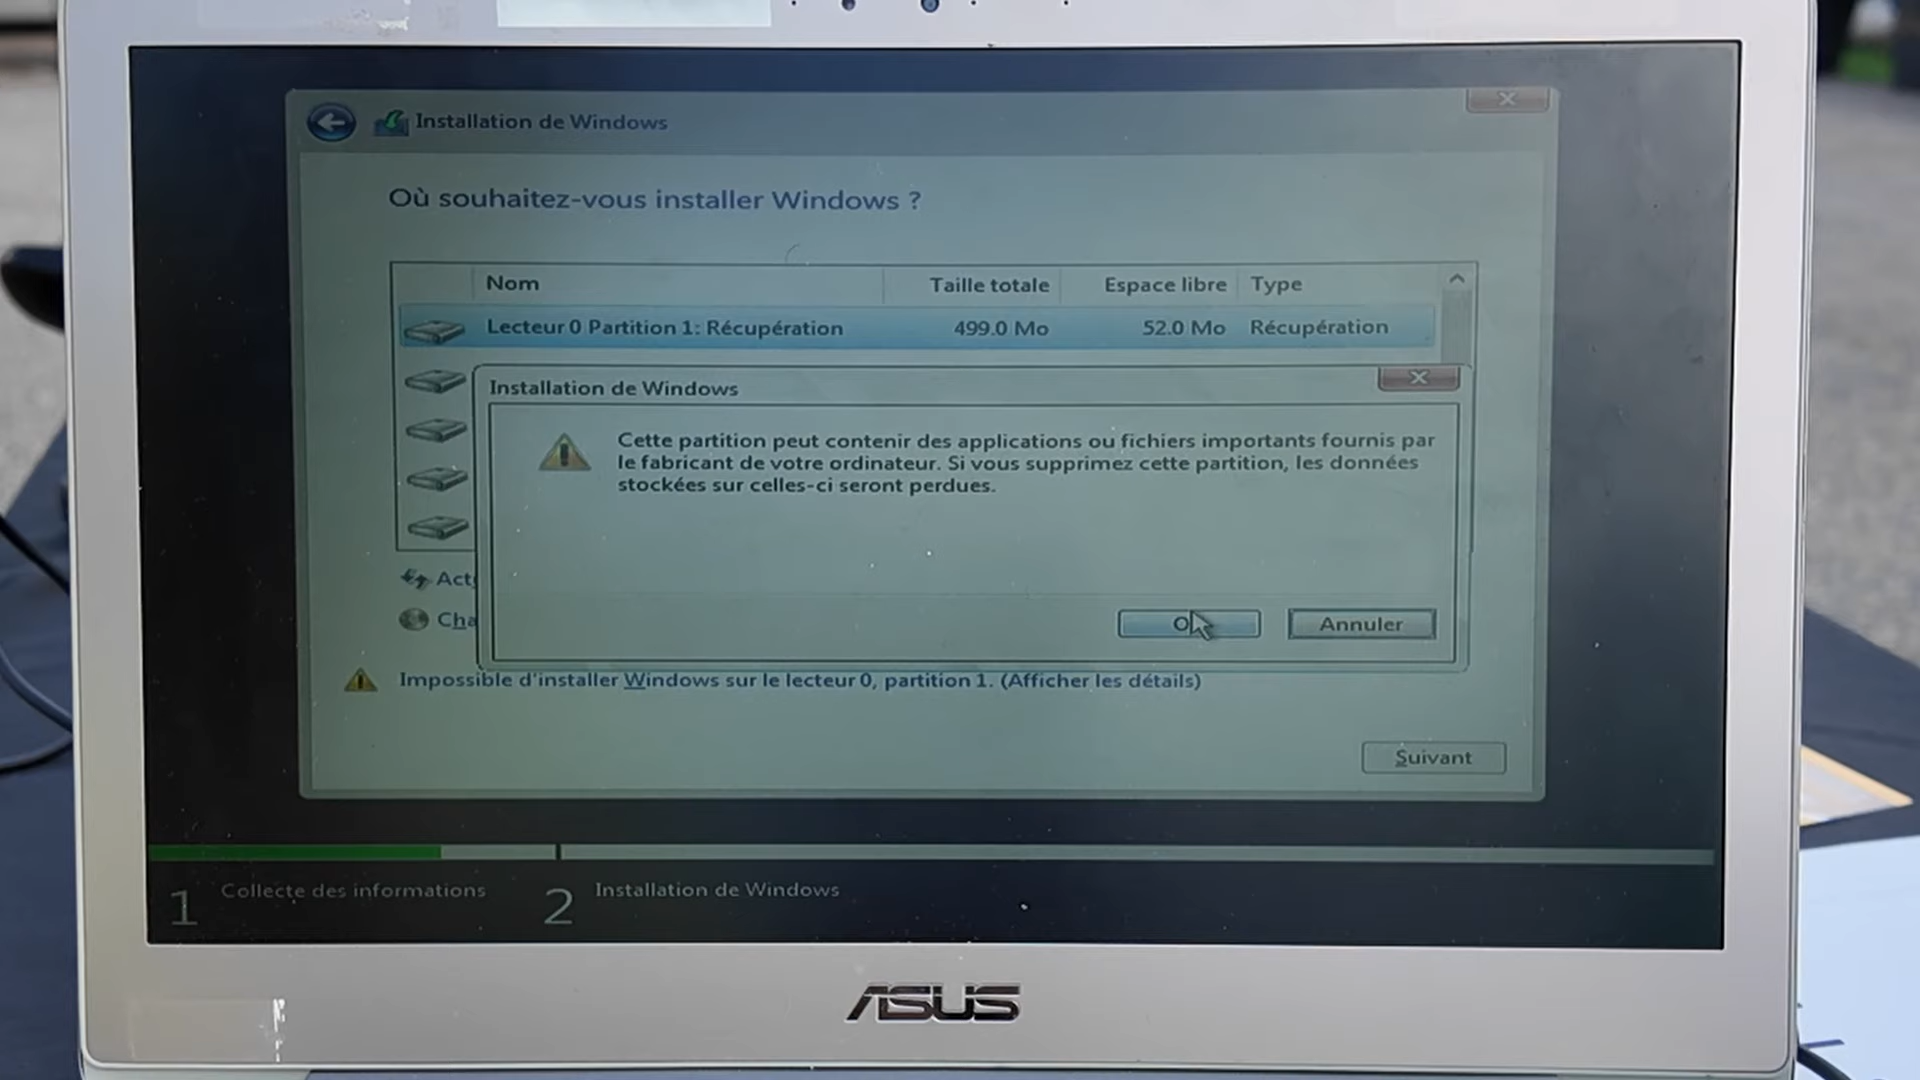 Installation de Windows
Où souhaitez-vous installer Windows ?
Nom Taille totale Espace libre Type
Lecteur 0 Partition 1: Récupération 499.0 Mo 52.0 Mo Récupération
Installation de Windows
Cette partition peut contenir des applications ou fichiers importants fournis par
le fabricant de votre ordinateur. Si vous supprimez cette partition, les données
stockées sur celles-ci seront perdues.
Annuler
Impossible d'installer Windows sur le lecteur 0, partition 1. (Afficher les détails)
Suivant
1 Collecte des informations 2 Installation de Windows
ASUS